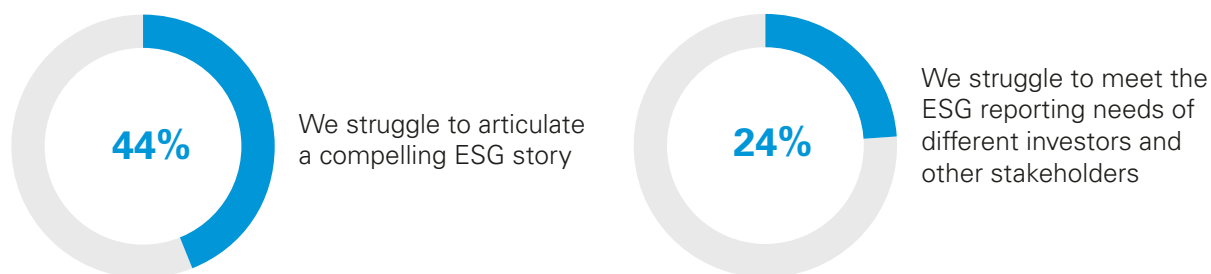 44%
We struggle to articulate
a compelling ESG story
24%
We struggle to meet the
ESG reporting needs of
different investors and
other stakeholders